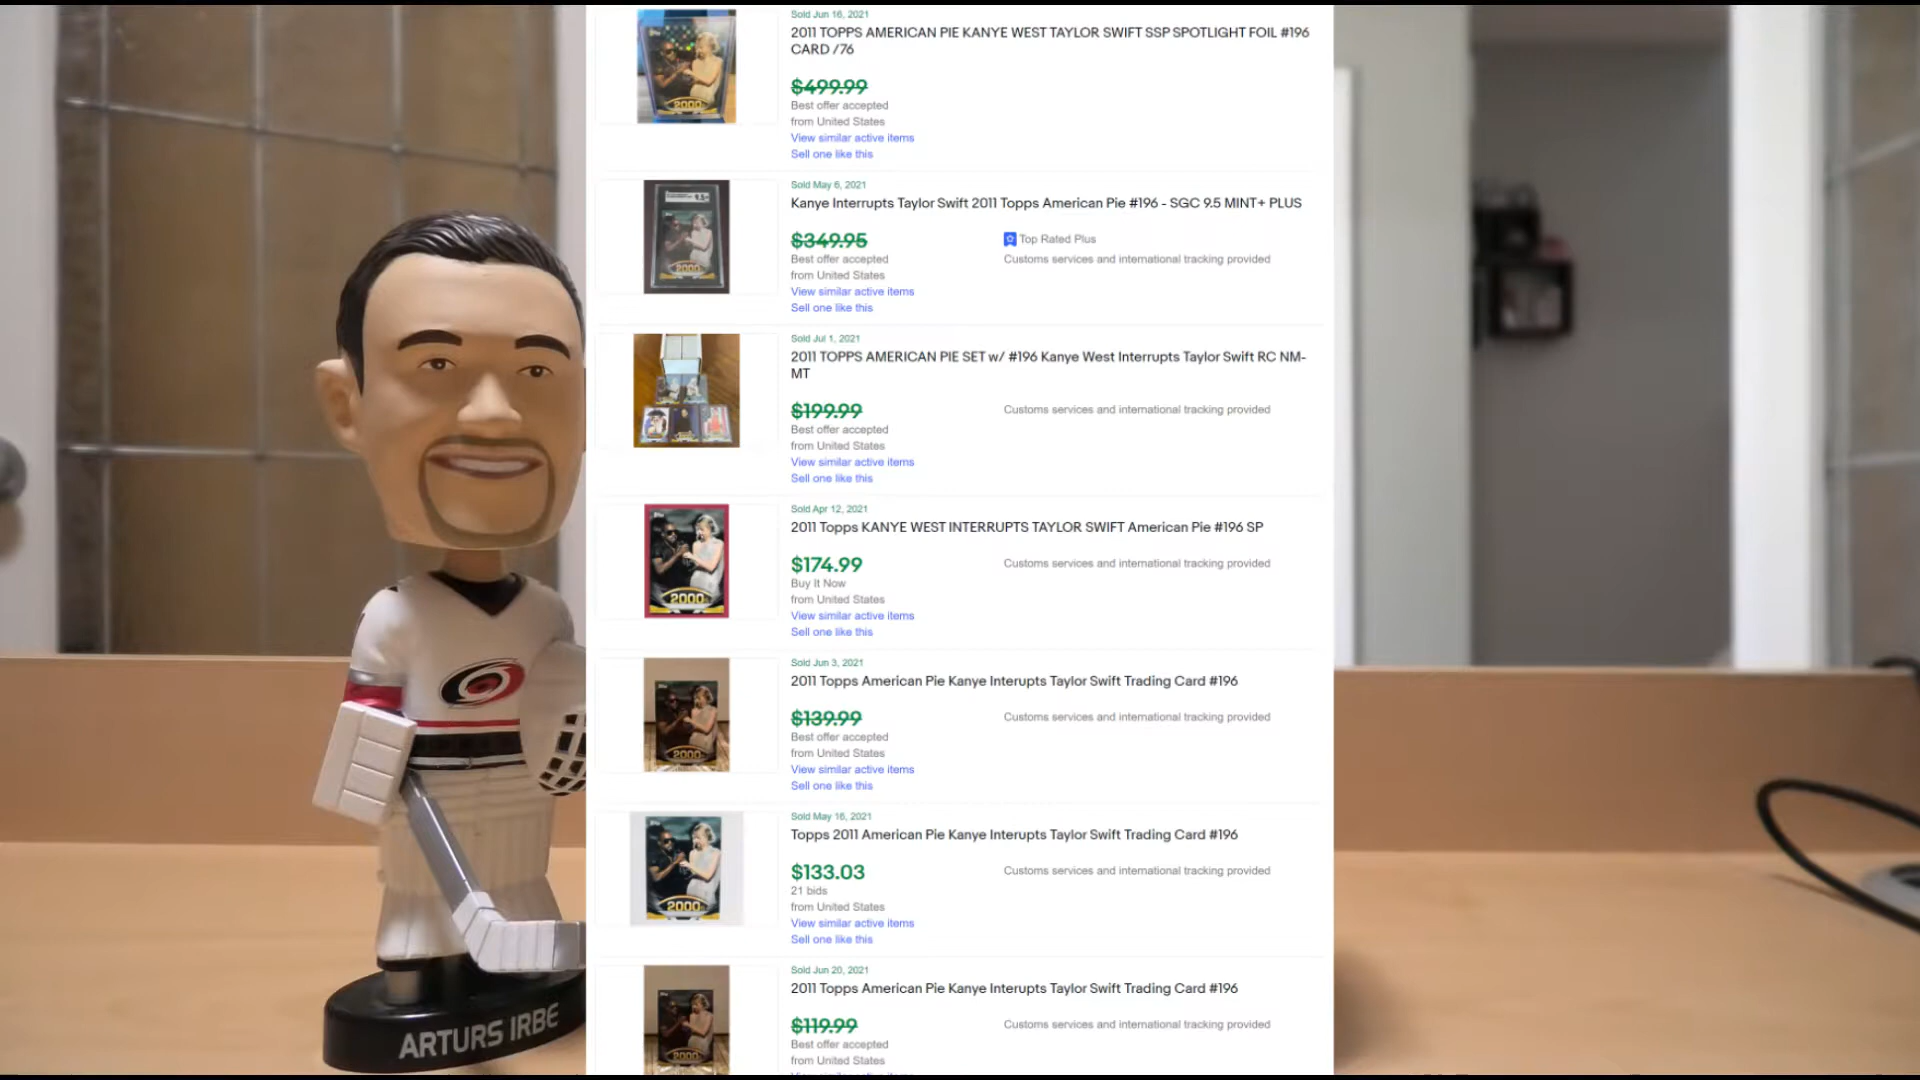 Sold Jun 16, 2021
2011 TOPPS AMERICAN PIE KANYE WEST TAYLOR SWIFT SSP SPOTLIGHT FOIL #196
CARD /76
$499.99
Best offer accepted
from United States
View similar active items
Sell one like this
Sold May 6, 2021
Kanye Interrupts Taylor Swift 2011 Topps American Pie #196 - SGC 9.5 MINT+ PLUS
$349.95
Top Rated Plus
Best offer accepted
Customs services and international tracking provided
from United States
View similar active items
Sell one like this
Sold Jul 1, 2021
2011 TOPPS AMERICAN PIE SET w/ #196 Kanye West Interrupts Taylor Swift RC NM-
MT
$199.99
Customs services and international tracking provided
Best offer accepted
from United States
View similar active items
Sell one like this
Sold Apr 12, 2021
2011 Topps KANYE WEST INTERRUPTS TAYLOR SWIFT American Pie #196 SP
$174.99
Customs services and international tracking provided
Buy It Now
from United States
View similar active items
Sell one like this
2000
Sold Jun 3, 2021
2011 Topps American Pie Kanye Interupts Taylor Swift Trading Card #196
$139.99
Customs services and international tracking provided
Best offer accepted
from United States
View similar active items
Sell one like this
2000
Sold May 16, 2021
Topps 2011 American Pie Kanye Interupts Taylor Swift Trading Card #196
$133.03
Customs services and international tracking provided
21 bids
from United States
View similar active items
Sell one like this
2000
Sold Jun 20, 2021
2011 Topps American Pie Kanye Interupts Taylor Swift Trading Card #196
$119.99
Customs services and international tracking provided
Best offer accepted
from United States
2000
ARTURS IRBE